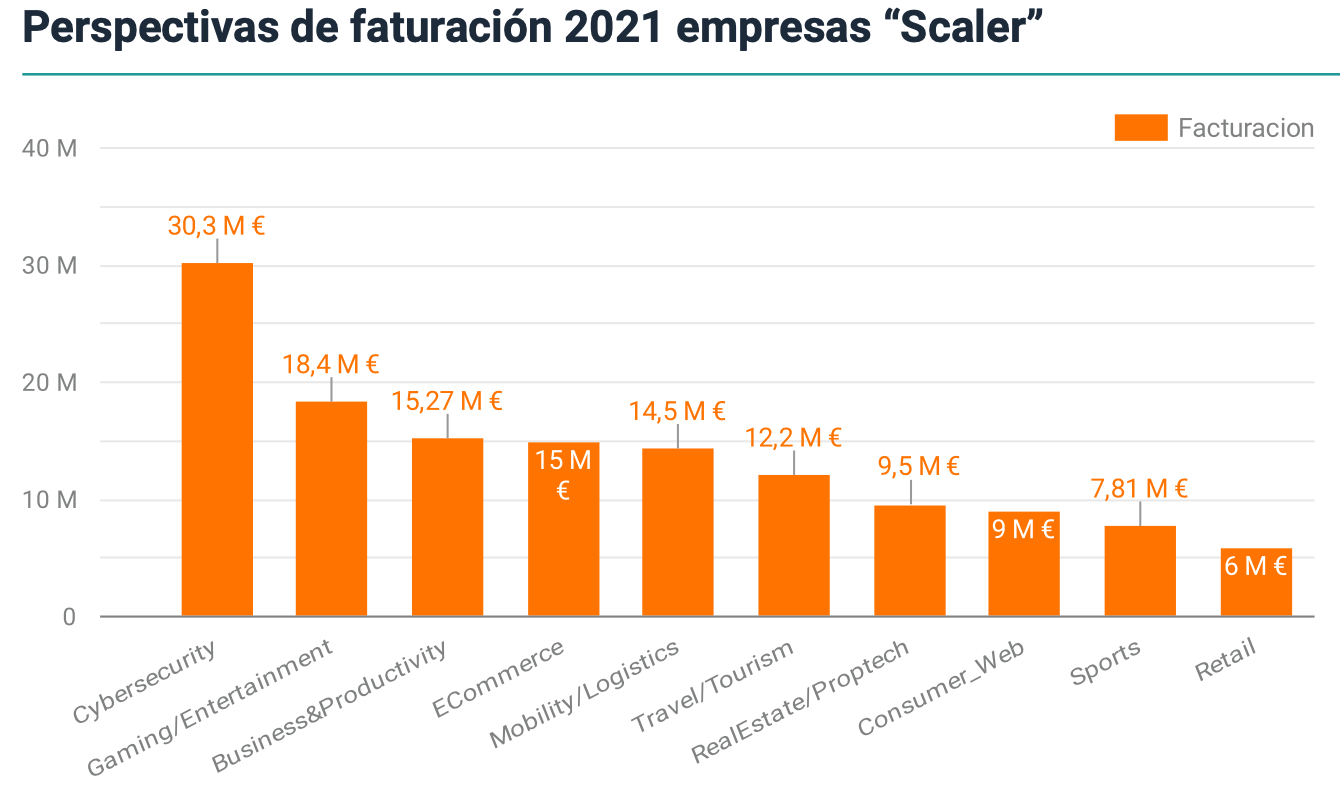 Perspectivas de faturación 2021 empresas “Scaler”
Facturacion
40 M
30 M
20 M
10 M
0
30,3 M €
18,4 M €
15,27 M €
15 M
€
14,5 M €
12,2 M €
9,5 M €
9 M €
7,81 M €
6 M €
Cybersecurity
Gaming/Entertainment
Business&Productivity
ECommerce
Mobility/Logistics
Travel/Tourism
RealEstate/Proptech
Consumer_Web
Sports
Retail